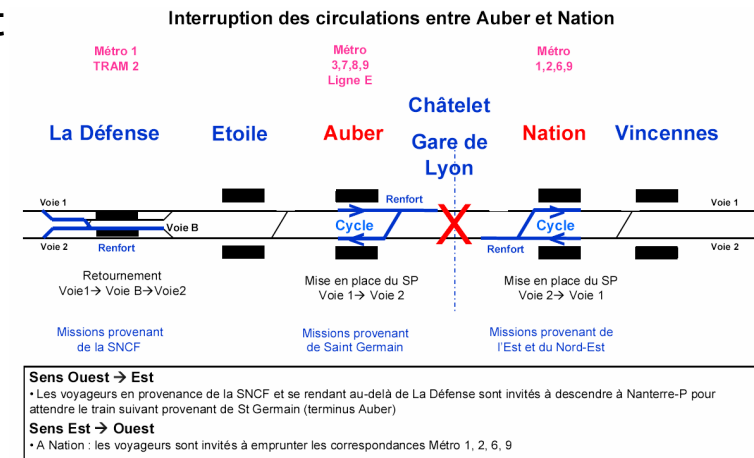 Interruption des circulations entre Auber et Nation
Métro 1
TRAM 2
Métro
3,7,8,9
Ligne E
Métro
1,2,6,9
Châtelet
La Défense Etoile Auber Gare de Lyon Nation Vincennes
Voie 1 Renfort Voie 1
Voie B Cycle Cycle
Voie 2 Renfort Renfort Voie 2
Retournement
Voie1→ Voie B→Voie2
Mise en place du SP
Voie 1→ Voie 2
Mise en place du SP
Voie 2→ Voie 1
Missions provenant
de la SNCF
Missions provenant
de Saint Germain
Missions provenant de
l'Est et du Nord-Est
Sens Ouest → Est
• Les voyageurs en provenance de la SNCF et se rendant au-delà de La Défense sont invités à descendre à Nanterre-P pour
attendre le train suivant provenant de St Germain (terminus Auber)
Sens Est → Ouest
• A Nation : les voyageurs sont invités à emprunter les correspondances Métro 1, 2, 6, 9